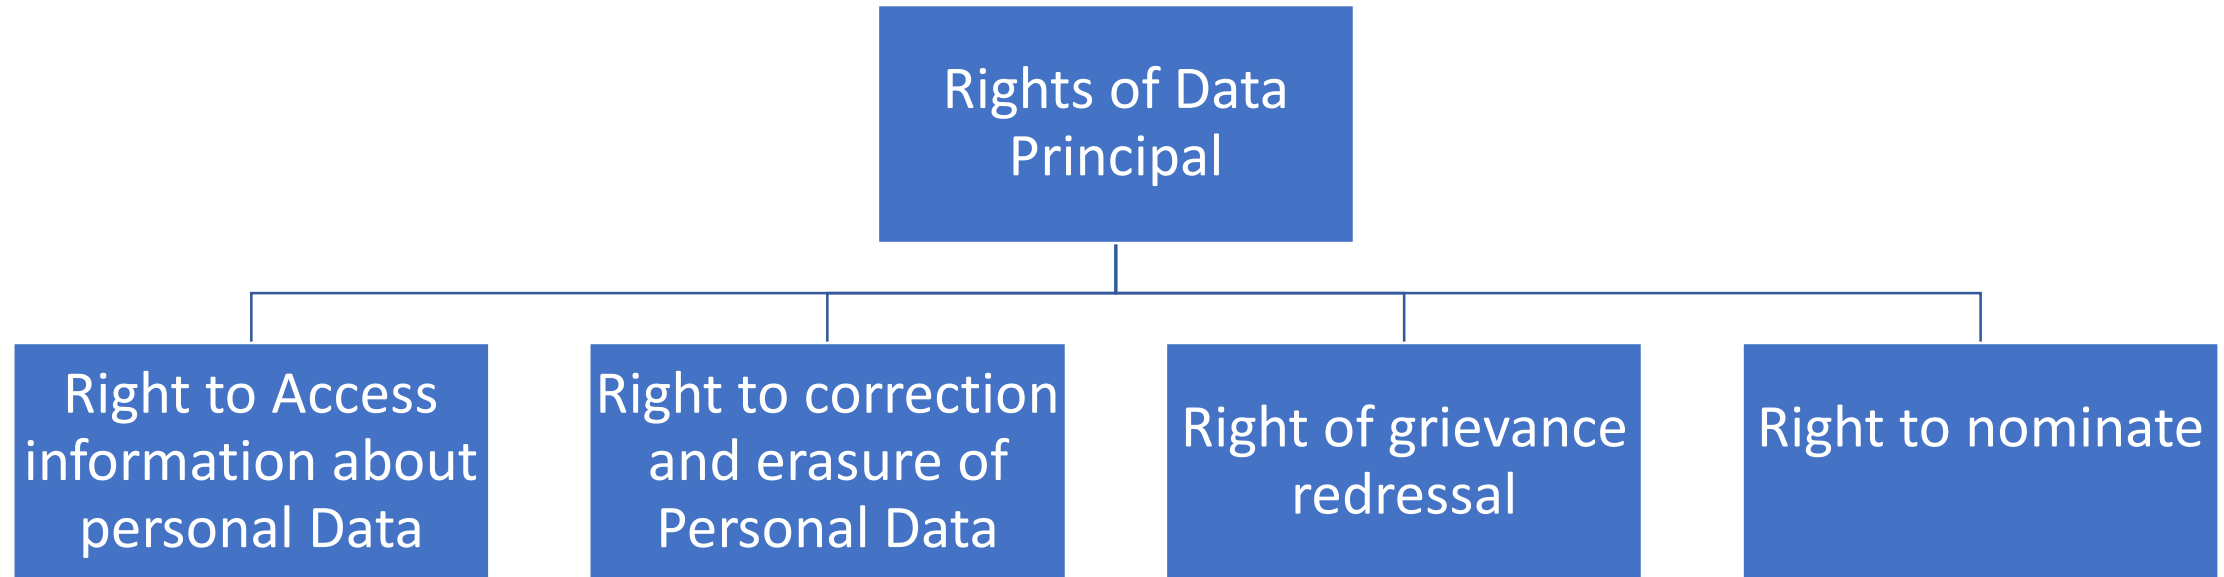 Rights of Data
Principal
Right to Access
information about
personal Data
Right to correction
and erasure of
Personal Data
Right of grievance
redressal
Right to nominate